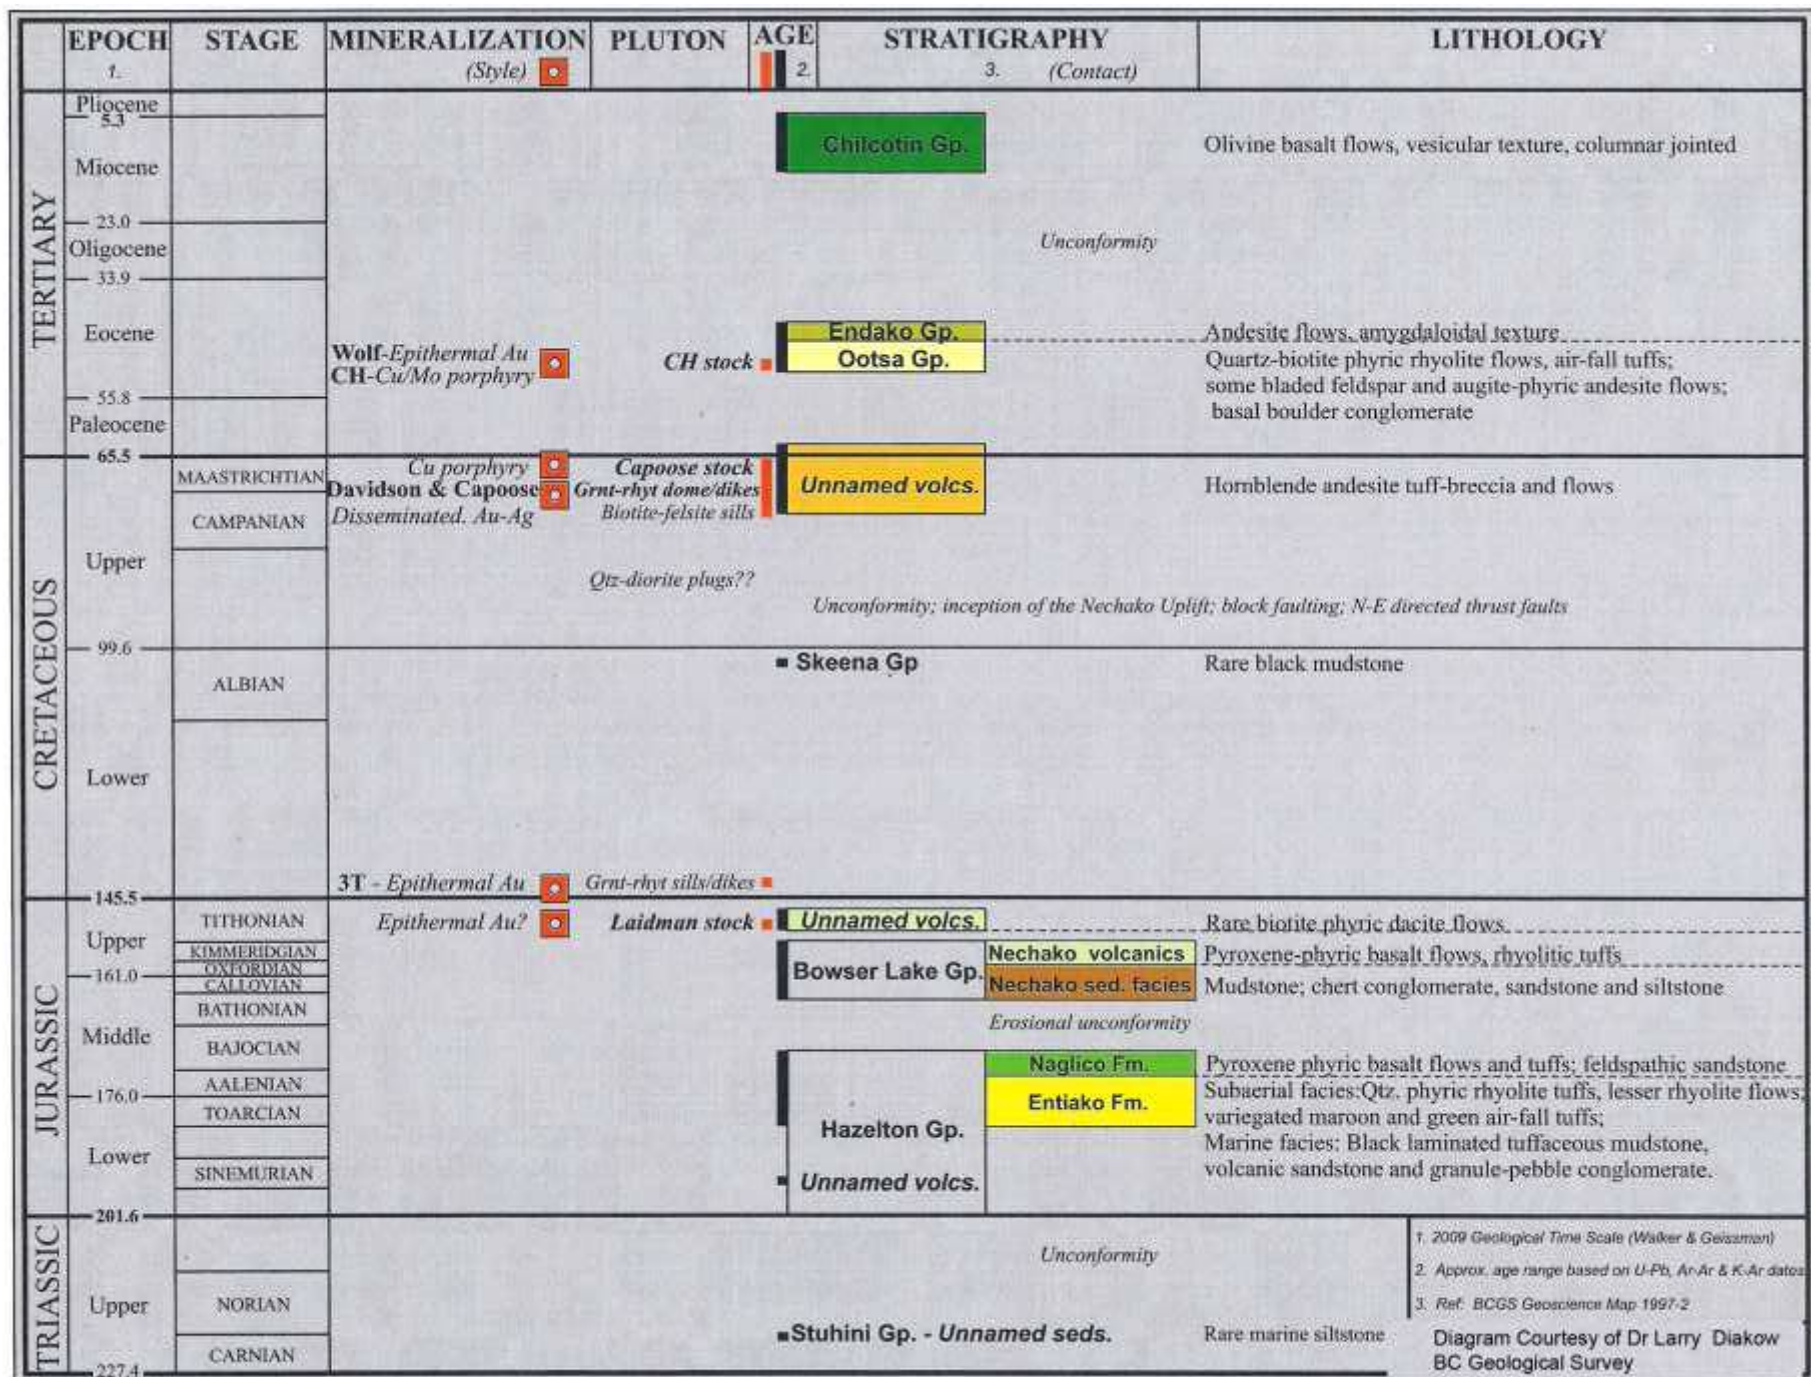 EPOCH STAGE MINERALIZATION PLUTON AGE STRATIGRAPHY LITHOLOGY
1. (Style) 2. 3. (Contact)
TERTIARY
Pliocene
5.3
Chilcotin Gp. Olivine basalt flows, vesicular texture, columnar jointed
Miocene
23.0
Oligocene Unconformity
33.9
Eocene Endako Gp. Andesite flows, amygdaloidal texture
Wolf-Epithermal Au CH stock Ootsa Gp. Quartz-biotite phyric rhyolite flows, air-fall tuffs;
CH-Cu/Mo porphyry some bladed feldspar and augite-phyric andesite flows;
55.8 basal boulder conglomerate
Paleocene
65.5
CRETACEOUS
MAASTRICHTIAN Cu porphyry Capoose stock
Davidson & Capoose Grnt-rhyt dome/dikes Unnamed volcs. Hornblende andesite tuff-breccia and flows
CAMPANIAN Disseminated. Au-Ag Biotite-felsite sills
Upper
Qtz-diorite plugs??
Unconformity; inception of the Nechako Uplift; block faulting; N-E directed thrust faults
99.6
Skeena Gp Rare black mudstone
ALBIAN
Lower
3T - Epithermal Au Grnt-rhyt sills/dikes
145.5
JURASSIC
TITHONIAN Epithermal Au? Laidman stock Unnamed volcs. Rare biotite phyric dacite flows
Upper
KIMMERIDGIAN Nechako volcanics Pyroxene-phyric basalt flows, rhyolitic tuffs
OXFORDIAN
161.0 Bowser Lake Gp.
CALLOVIAN Nechako sed. facies Mudstone; chert conglomerate, sandstone and siltstone
BATHONIAN Erosional unconformity
Middle
BAJOCIAN
Naglico Fm. Pyroxene phyric basalt flows and tuffs; feldspathic sandstone
AALENIAN
176.0 Entiako Fm. Subaerial facies:Qtz. phyric rhyolite tuffs, lesser rhyolite flows;
TOARCIAN variegated maroon and green air-fall tuffs;
Hazelton Gp. Marine facies: Black laminated tuffaceous mudstone,
Lower
SINEMURIAN Unnamed volcs. volcanic sandstone and granule-pebble conglomerate.
201.6
TRIASSIC
Unconformity
Upper NORIAN
Stuhini Gp. - Unnamed seds. Rare marine siltstone
CARNIAN
227.4
1. 2009 Geological Time Scale (Walker & Geissman)
2. Approx. age range based on U-Pb, Ar-Ar & K-Ar dates
3. Ref: BCGS Geoscience Map 1997-2
Diagram Courtesy of Dr Larry Diakow
BC Geological Survey